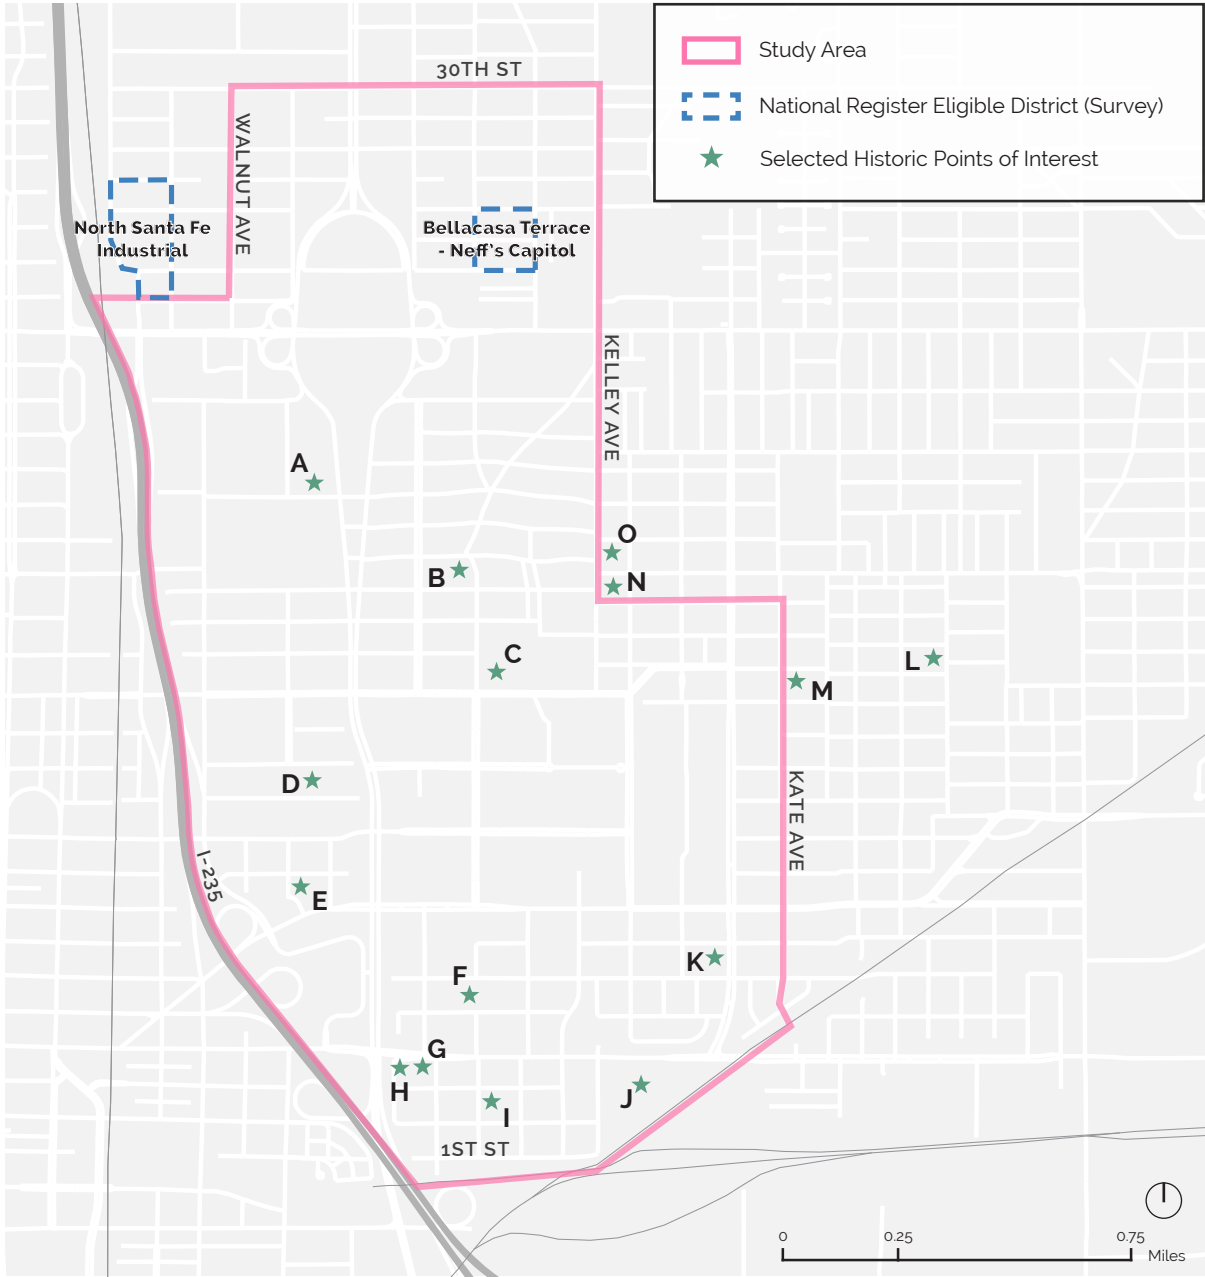 Study Area
National Register Eligible District (Survey)
Selected Historic Points of Interest
30TH ST
WALNUT AVE
North Santa Fe
Industrial
Bellacasa Terrace
- Neff's Capitol
KELLEY AVE
A
O
B
N
C
L
M
D
KATE AVE
I-235
E
K
F
G
H
J
I
1ST ST
0
0.25
0.75
Miles